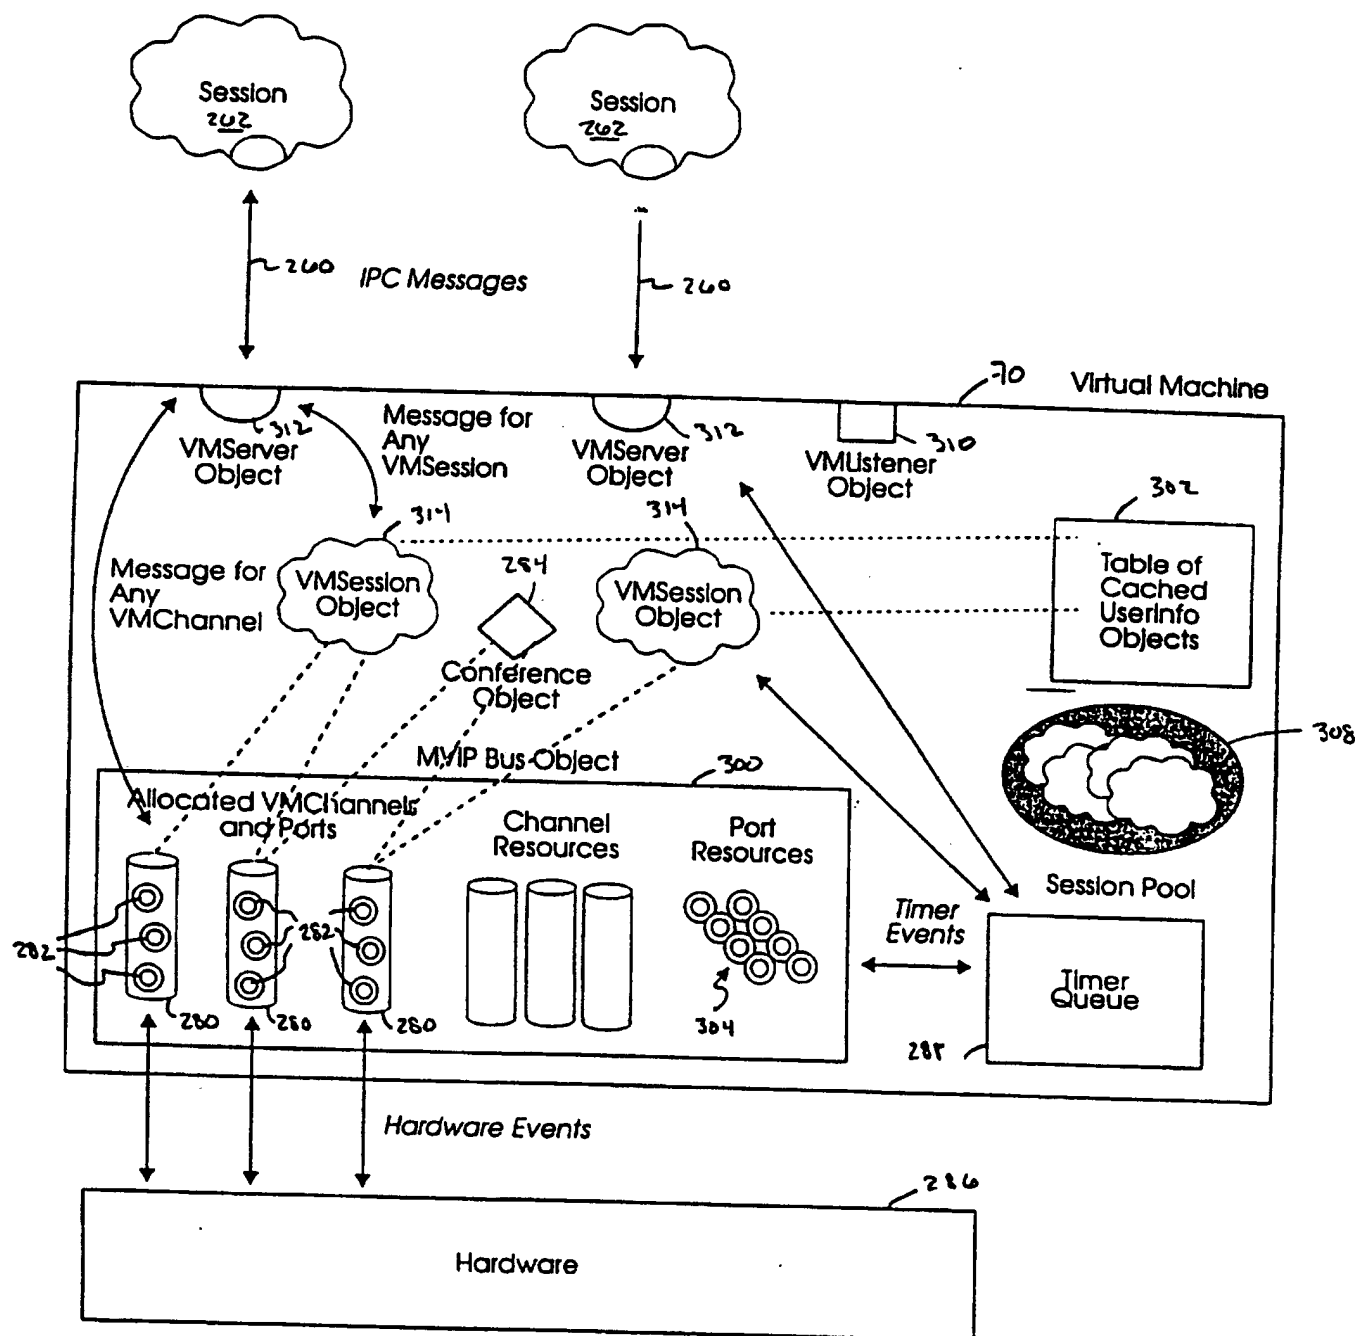 Session
262
Session
262
260
IPC Messages
260
70
Virtual Machine
312
VMServer
Object
Message for
Any
VMSession
312
VMServer
Object
310
VMListener
Object
302
314
314
Message for
Any
VMChannel
VMSession
Object
284
VMSession
Object
Table of
Cached
UserInfo
Objects
Conference
Object
308
MVIP Bus Object
300
Allocated VMChannels
and Ports
Channel
Resources
Port
Resources
Session Pool
282
282
Timer
Events
Timer
Queue
280
280
280
304
Hardware Events
286
Hardware